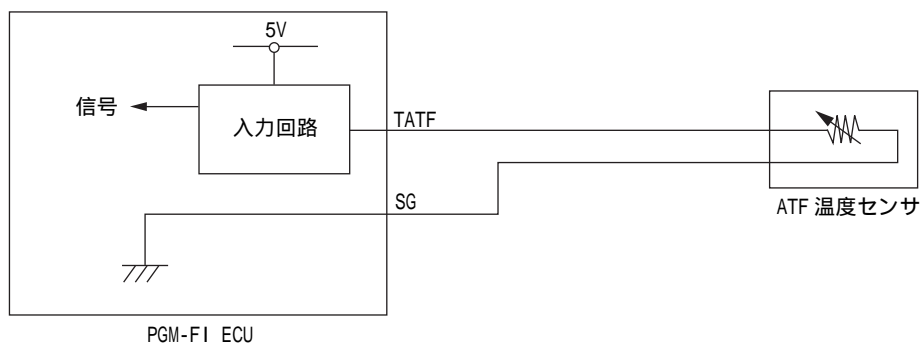 5V
信号
入力回路
TATF
SG
ATF 温度センサ
PGM-FI ECU